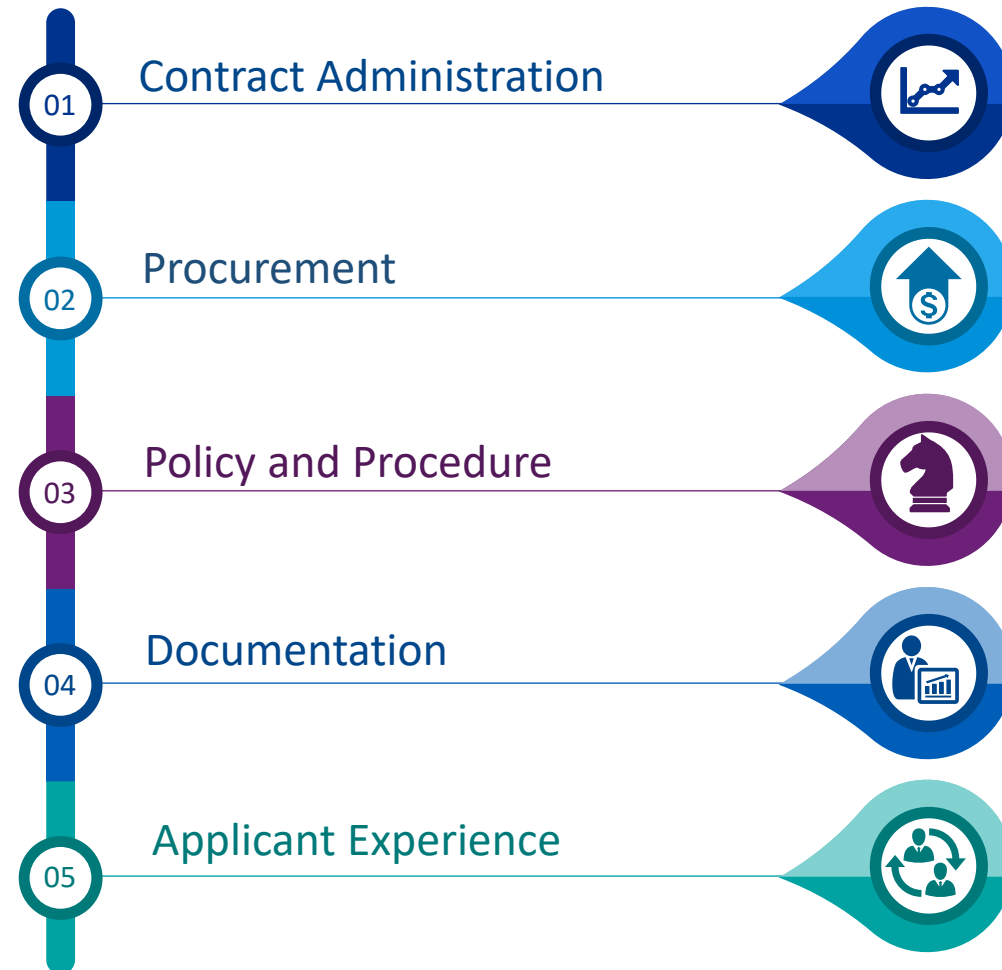 01
Contract Administration
02
Procurement
$
03
Policy and Procedure
04
Documentation
05
Applicant Experience